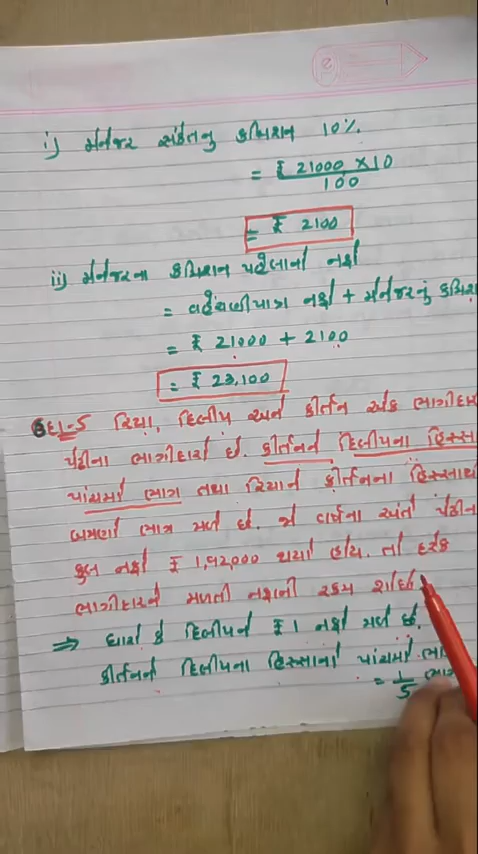 i) મેનેજર સંકેતનુ કમિશન 10%.
= ₹ 21000 × 10
100
= ₹ 2100
ii) મેનેજરના કમિશન પહેલાનો નફો
= વહેંચણીપાત્ર નફો + મેનેજરનું કમિશ
= ₹ 21000 + 2100
= ₹ 23,100
ઉદા-5 રિયા, દિલીપ અને કીર્તન એક ભાગીદાર
પેઢીના ભાગીદારો છે. કીર્તનને દિલીપના હિસ્સા
પાંચમાં ભાગ તથા રિયાને કીર્તનના હિસ્સાથી
બમણો ભાગ મળે છે. જો વર્ષના અંતે પેઢીન
કુલ નફો ₹ 1,92,000 થયો હોય. તો દરેક
ભાગીદારને મળતી નફાની રકમ શોધો
⇒ ધારો કે દિલીપને ₹ 1 નફો મળે છે.
કીર્તનને દિલીપના હિસ્સાનો પાંચમો ભા
= 1/5 ભા